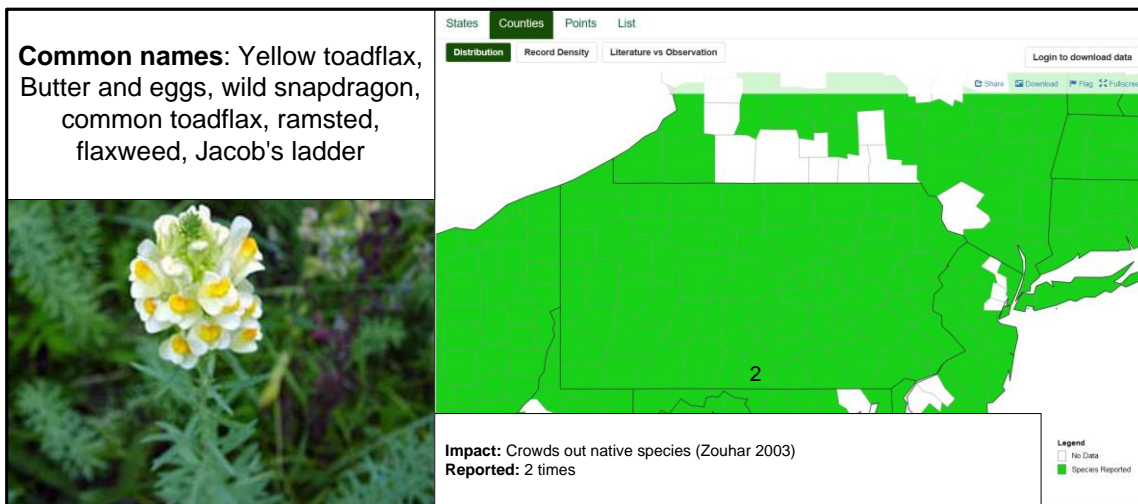 Common names: Yellow toadflax,
Butter and eggs, wild snapdragon,
common toadflax, ramsted,
flaxweed, Jacob's ladder
States Counties Points List
Distribution Record Density Literature vs Observation
Login to download data
Share Download Flag Fullscree
2
Impact: Crowds out native species (Zouhar 2003)
Reported: 2 times
Legend
No Data
Species Reported